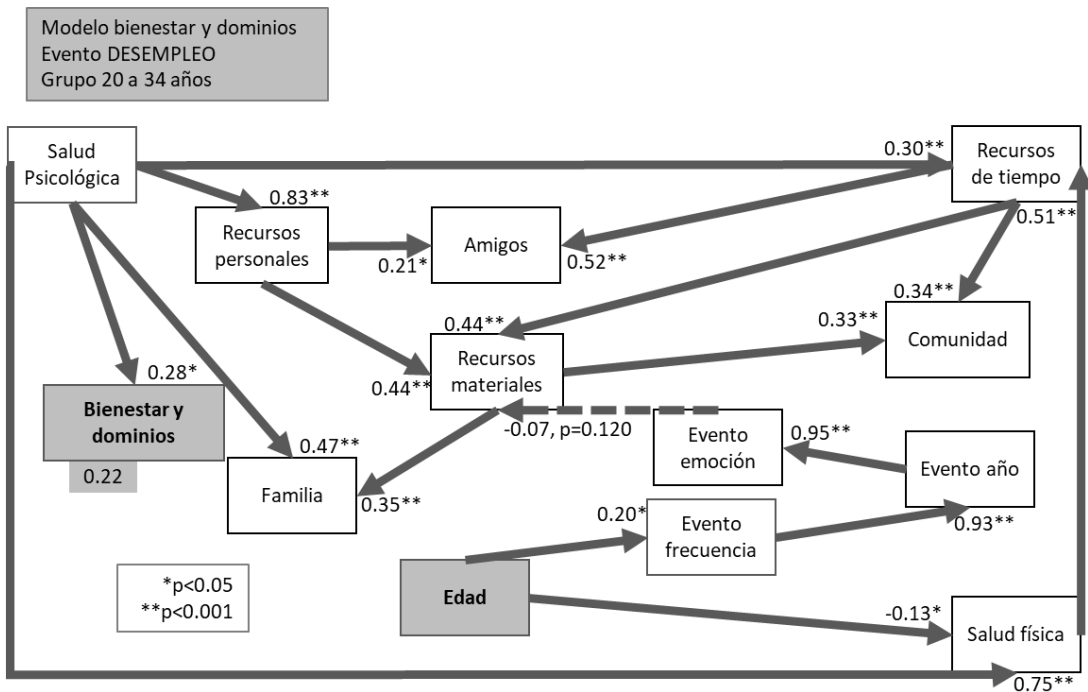 Modelo bienestar y dominios
Evento DESEMPLEO
Grupo 20 a 34 años
Salud
Psicológica
0.30**
Recursos
de tiempo
0.83**
0.51**
Recursos
personales
Amigos
0.21*
0.52**
0.34**
0.44**
0.33**
Comunidad
Recursos
materiales
0.28*
0.44**
Bienestar y
dominios
-0.07, p=0.120
0.22
0.47**
Familia
0.35**
Evento
emoción
0.95**
Evento año
0.20*
Evento
frecuencia
0.93**
*p<0.05
**p<0.001
Edad
-0.13*
Salud física
0.75**